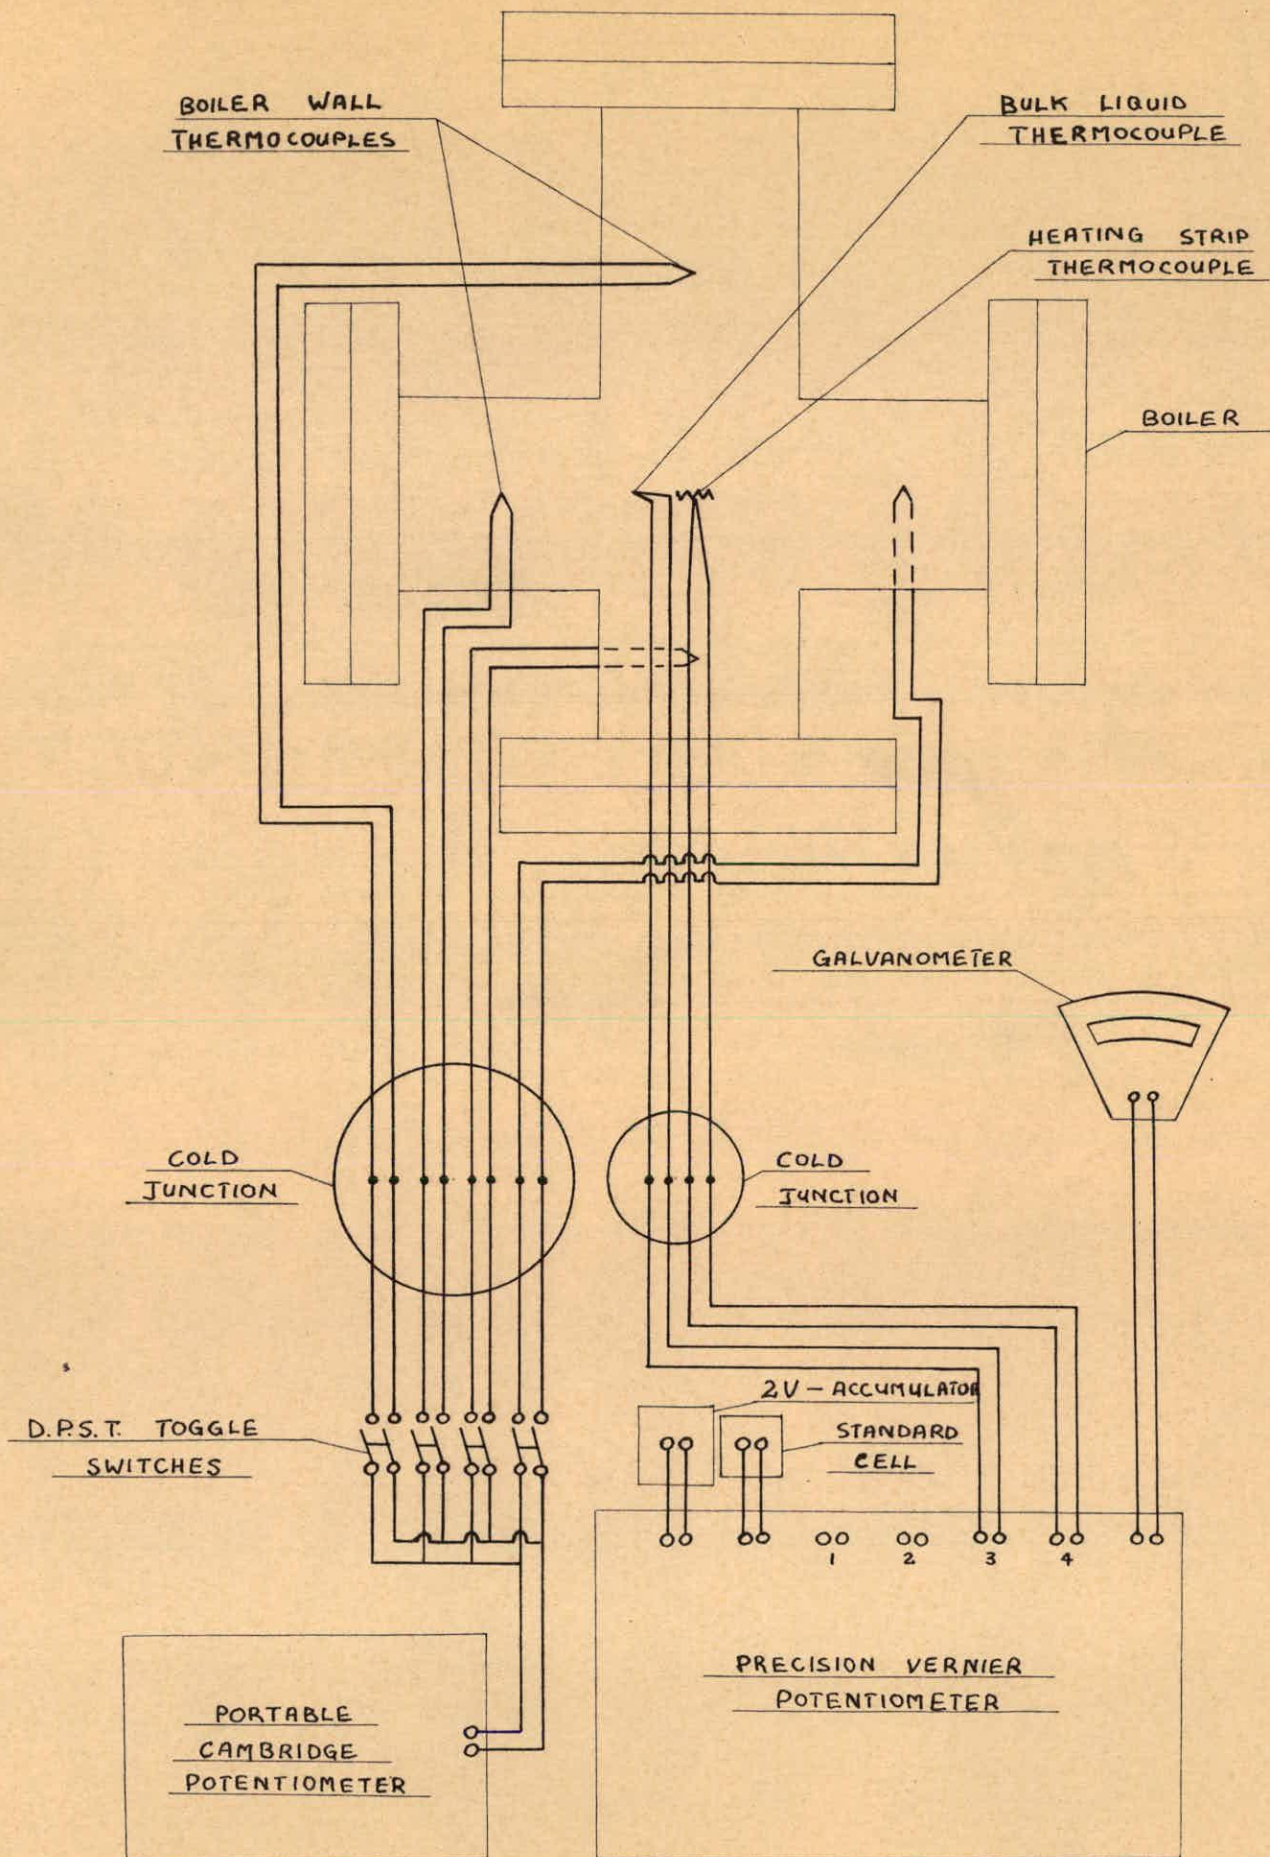 BOILER WALL
THERMOCOUPLES
BULK LIQUID
THERMOCOUPLE
HEATING STRIP
THERMOCOUPLE
BOILER
GALVANOMETER
COLD
JUNCTION
COLD
JUNCTION
2V - ACCUMULATOR
D.P.S.T. TOGGLE
SWITCHES
STANDARD
CELL
1 2 3 4
PRECISION VERNIER
POTENTIOMETER
PORTABLE
CAMBRIDGE
POTENTIOMETER